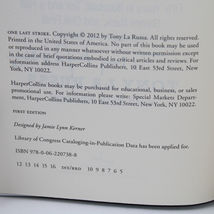 ONE LAST STRIKE. Copyright © 2012 by Tony La Russa. All rights reserved.
Printed in the United States of America. No part of this book may be used
or reproduced in any manner whatsoever without written permission except
in the case of brief quotations embodied in critical articles and reviews. For
information address HarperCollins Publishers, 10 East 53rd Street, New
York, NY 10022.
HarperCollins books may be purchased for educational, business, or sales
promotional use. For information please write: Special Markets Depart-
ment, HarperCollins Publishers, 10 East 53rd Street, New York, NY 10022.
FIRST EDITION
Designed by Jamie Lynn Kerner
Library of Congress Cataloging-in-Publication Data has been applied for.
ISBN 978-0-06-220738-8
12 13 14 15 16 DIX/RRD 10 9 8 7 6 5